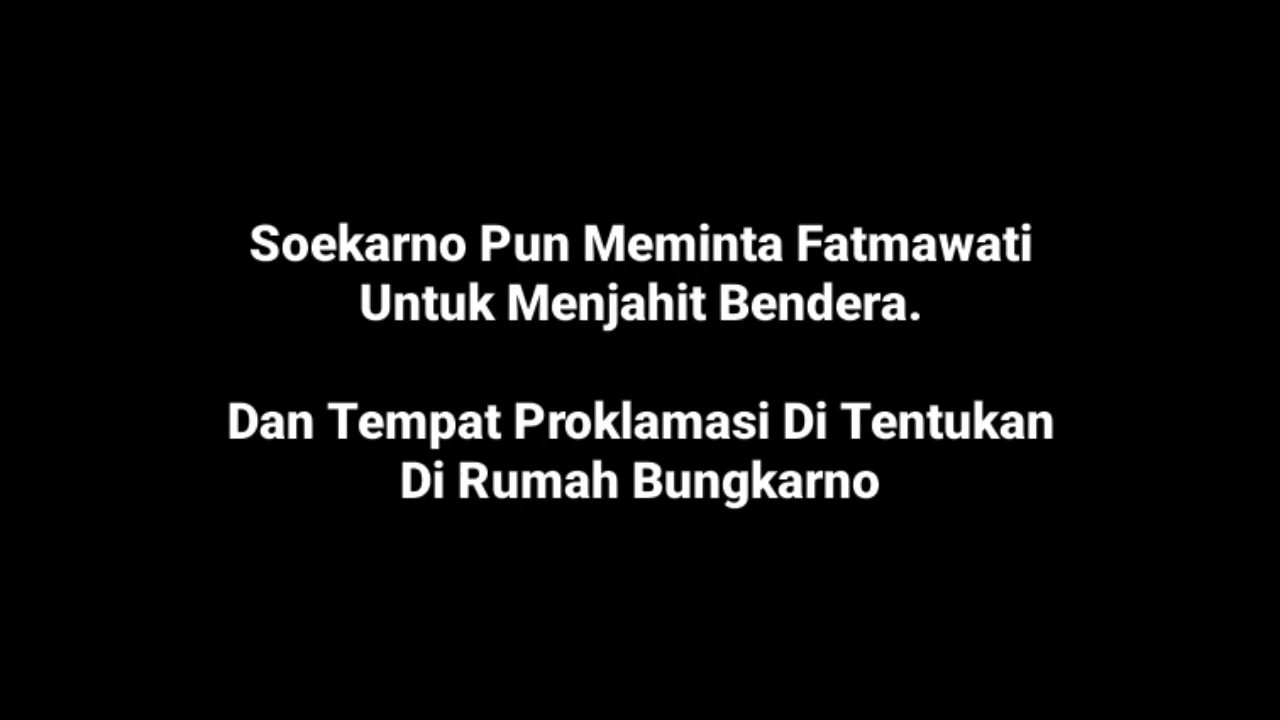 Soekarno Pun Meminta Fatmawati
Untuk Menjahit Bendera.
Dan Tempat Proklamasi Di Tentukan
Di Rumah Bungkarno